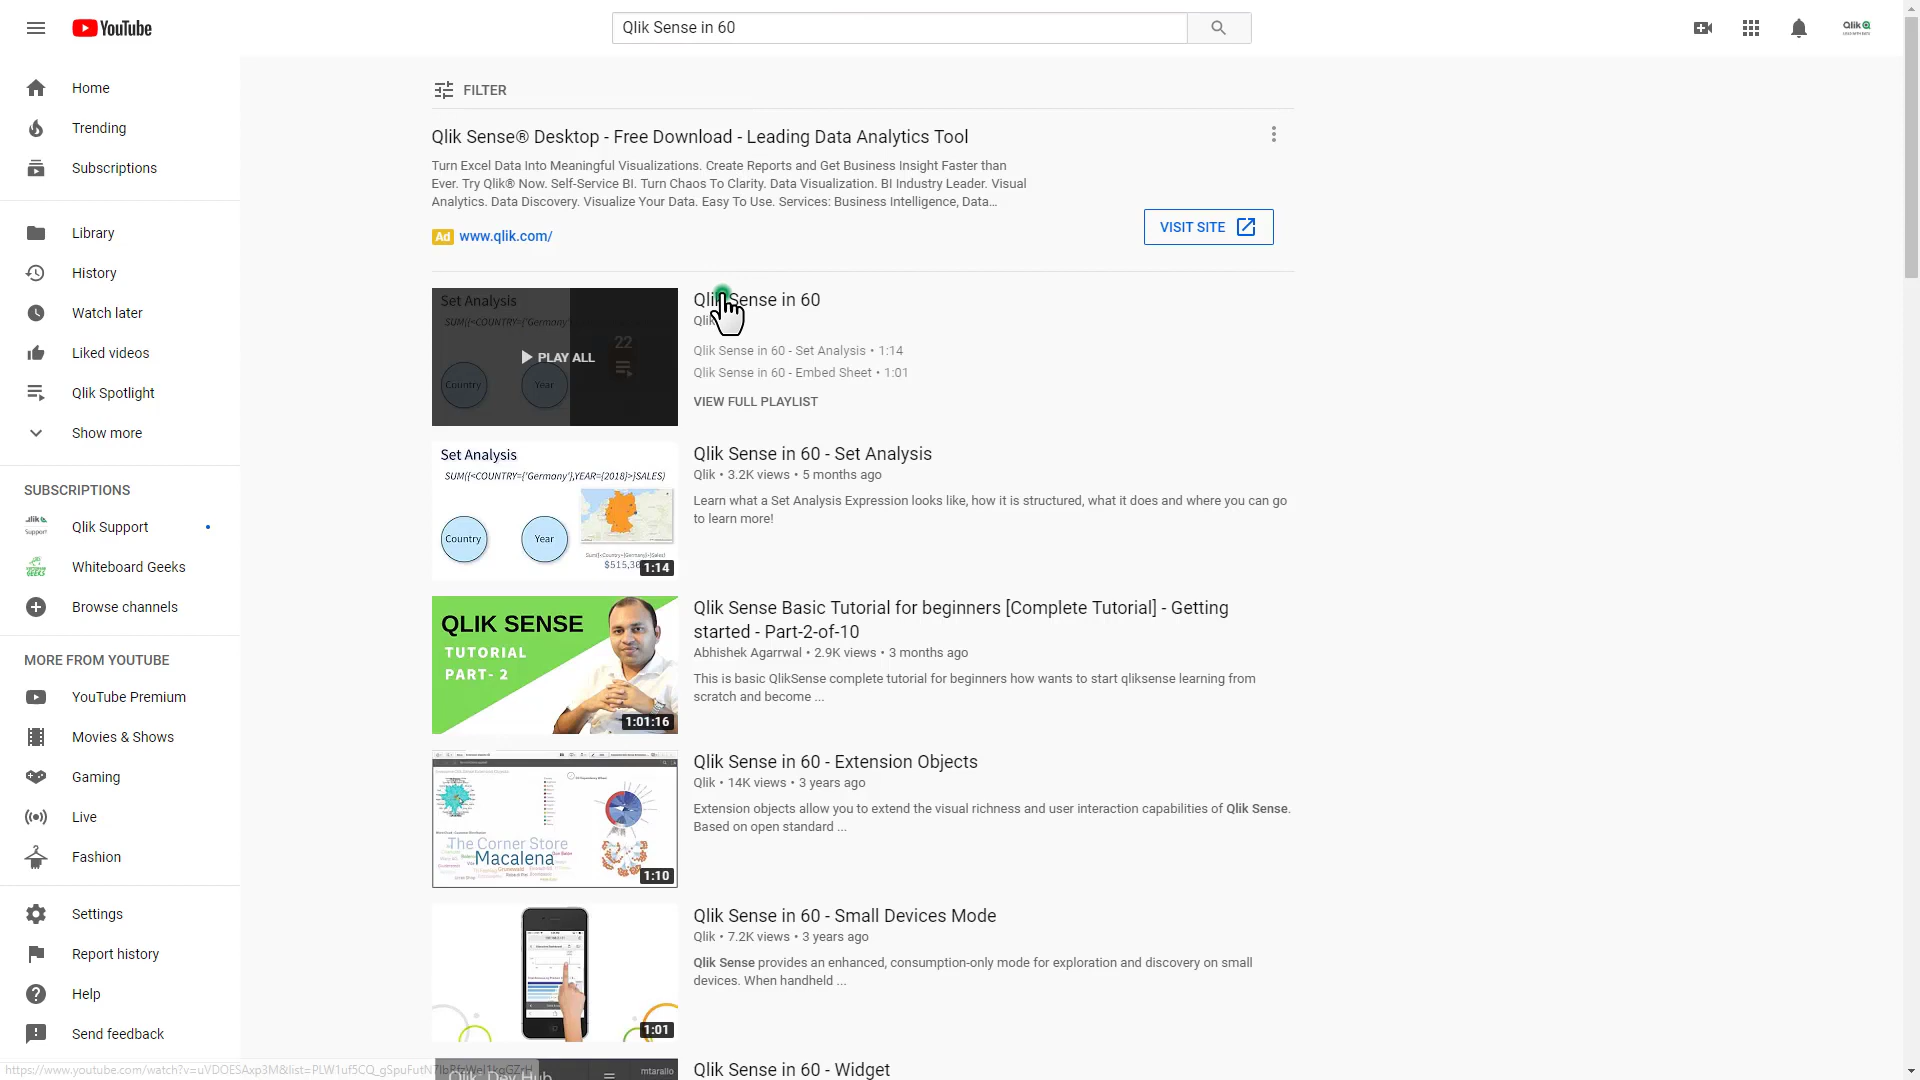 YouTube
Qlik Sense in 60
Qlik
Home
Trending
Subscriptions
Library
History
Watch later
Liked videos
Qlik Spotlight
Show more
SUBSCRIPTIONS
Qlik Support
Whiteboard Geeks
Browse channels
MORE FROM YOUTUBE
YouTube Premium
Movies & Shows
Gaming
Live
Fashion
Settings
Report history
Help
Send feedback
FILTER
Qlik Sense® Desktop - Free Download - Leading Data Analytics Tool
Turn Excel Data Into Meaningful Visualizations. Create Reports and Get Business Insight Faster than
Ever. Try Qlik® Now. Self-Service BI. Turn Chaos To Clarity. Data Visualization. BI Industry Leader. Visual
Analytics. Data Discovery. Visualize Your Data. Easy To Use. Services: Business Intelligence, Data...
Ad www.qlik.com/
VISIT SITE
Set Analysis
SUM({<COUNTRY={'Germany'
22
PLAY ALL
Country
Year
Qlik Sense in 60
Qlik
Qlik Sense in 60 - Set Analysis • 1:14
Qlik Sense in 60 - Embed Sheet • 1:01
VIEW FULL PLAYLIST
Set Analysis
SUM({<COUNTRY={'Germany'},YEAR={2018}>}SALES)
Country
Year
Sum({<Country={Germany}>}Sales)
1:14
Qlik Sense in 60 - Set Analysis
Qlik • 3.2K views • 5 months ago
Learn what a Set Analysis Expression looks like, how it is structured, what it does and where you can go
to learn more!
QLIK SENSE
TUTORIAL
PART- 2
1:01:16
Qlik Sense Basic Tutorial for beginners [Complete Tutorial] - Getting
started - Part-2-of-10
Abhishek Agarrwal • 2.9K views • 3 months ago
This is basic QlikSense complete tutorial for beginners how wants to start qliksense learning from
scratch and become ...
The Corner Store
Macalena
1:10
Qlik Sense in 60 - Extension Objects
Qlik • 14K views • 3 years ago
Extension objects allow you to extend the visual richness and user interaction capabilities of Qlik Sense.
Based on open standard ...
1:01
Qlik Sense in 60 - Small Devices Mode
Qlik • 7.2K views • 3 years ago
Qlik Sense provides an enhanced, consumption-only mode for exploration and discovery on small
devices. When handheld ...
Qlik Dev Hub
mtarallo
Qlik Sense in 60 - Widget